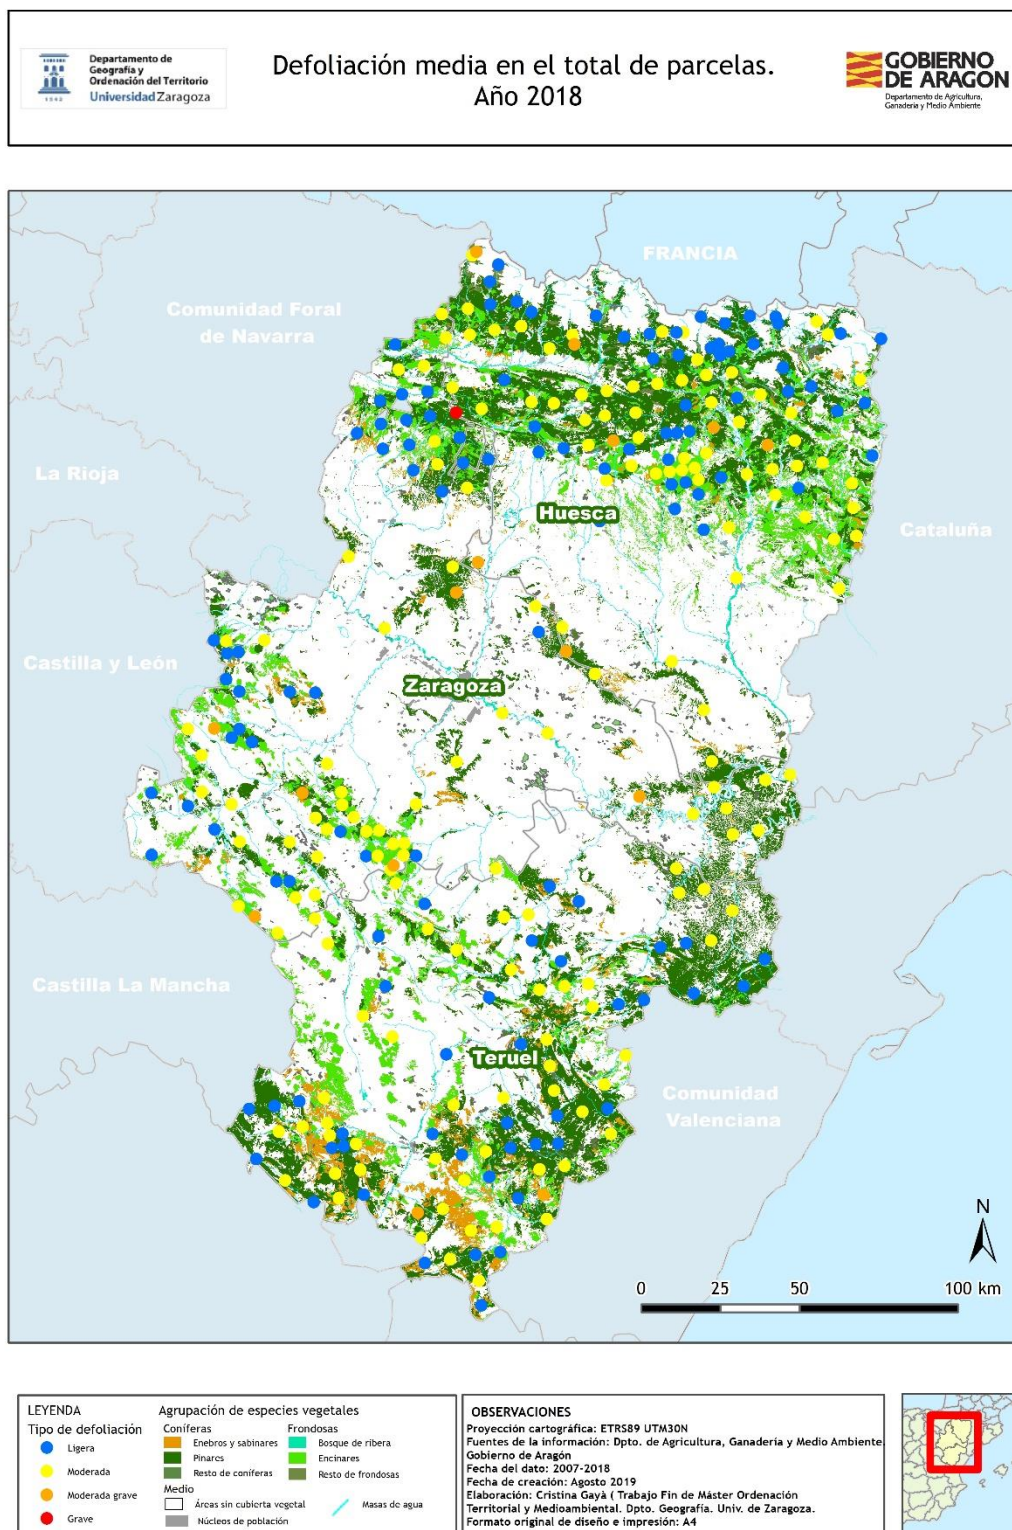 Departamento de
Geografía y
Ordenación del Territorio
Universidad Zaragoza
1542
Defoliación media en el total de parcelas.
Año 2018
GOBIERNO
DE ARAGON
Departamento de Agricultura,
Ganadería y Medio Ambiente
FRANCIA
Comunidad Foral
de Navarra
La Rioja
Huesca
Cataluña
Castilla y León
Zaragoza
Castilla La Mancha
Teruel
Comunidad
Valenciana
N
0 25 50 100 km
LEYENDA
Tipo de defoliación
Ligera
Moderada
Moderada grave
Grave
Agrupación de especies vegetales
Coníferas
Enebros y sabinares
Pinares
Resto de coníferas
Frondosas
Bosque de ribera
Encinares
Resto de frondosas
Medio
Áreas sin cubierta vegetal
Masas de agua
Núcleos de población
OBSERVACIONES
Proyección cartográfica: ETRS89 UTM30N
Fuentes de la información: Dpto. de Agricultura, Ganadería y Medio Ambiente.
Gobierno de Aragón
Fecha del dato: 2007-2018
Fecha de creación: Agosto 2019
Elaboración: Cristina Gayà ( Trabajo Fin de Máster Ordenación
Territorial y Medioambiental. Dpto. Geografía. Univ. de Zaragoza.
Formato original de diseño e impresión: A4